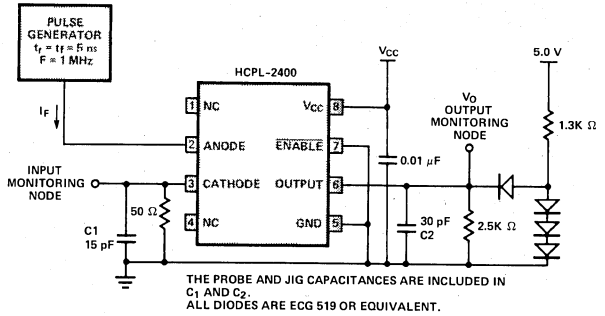 PULSE
GENERATOR
tr = tf = 5 ns
F = 1 MHz
IF
HCPL-2400
1 NC
2 ANODE
3 CATHODE
4 NC
VCC 8
ENABLE 7
OUTPUT 6
GND 5
INPUT
MONITORING
NODE
C1
15 pF
50 Ω
VCC
0.01 µF
30 pF
C2
VO
OUTPUT
MONITORING
NODE
2.5K Ω
5.0 V
1.3K Ω
THE PROBE AND JIG CAPACITANCES ARE INCLUDED IN
C1 AND C2.
ALL DIODES ARE ECG 519 OR EQUIVALENT.